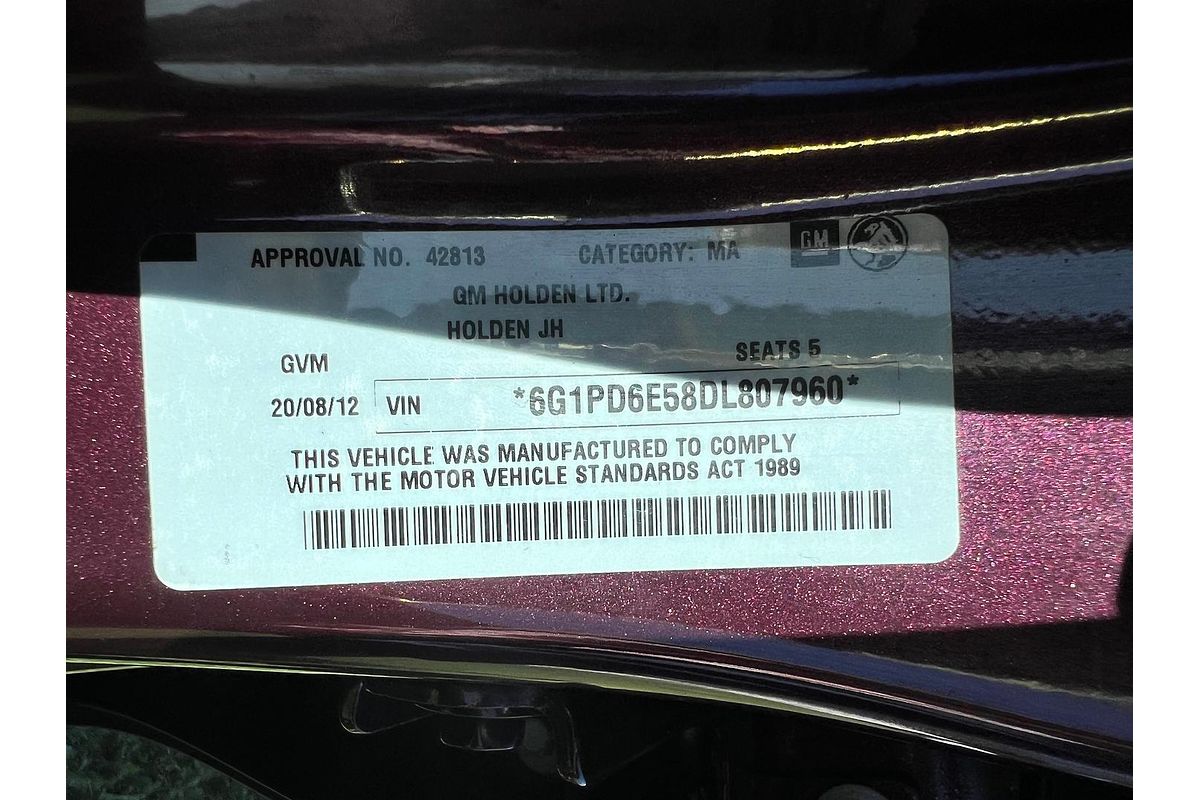 APPROVAL NO. 42813 CATEGORY: MA GM
GM HOLDEN LTD.
HOLDEN JH
GVM SEATS 5
20/08/12 VIN *6G1PD6E58DL807960*
THIS VEHICLE WAS MANUFACTURED TO COMPLY
WITH THE MOTOR VEHICLE STANDARDS ACT 1989